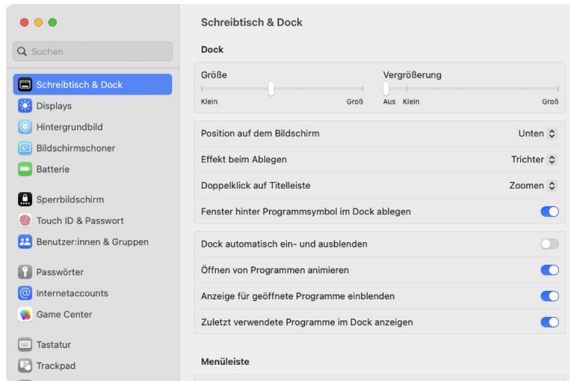 Schreibtisch & Dock
Suchen
Schreibtisch & Dock
Displays
Hintergrundbild
Bildschirmschoner
Batterie
Sperrbildschirm
Touch ID & Passwort
Benutzer:innen & Gruppen
Passwörter
Internetaccounts
Game Center
Tastatur
Trackpad
Dock
Größe
Klein Groß
Vergrößerung
Aus Klein Groß
Position auf dem Bildschirm Unten
Effekt beim Ablegen Trichter
Doppelklick auf Titelleiste Zoomen
Fenster hinter Programmsymbol im Dock ablegen
Dock automatisch ein- und ausblenden
Öffnen von Programmen animieren
Anzeige für geöffnete Programme einblenden
Zuletzt verwendete Programme im Dock anzeigen
Menüleiste